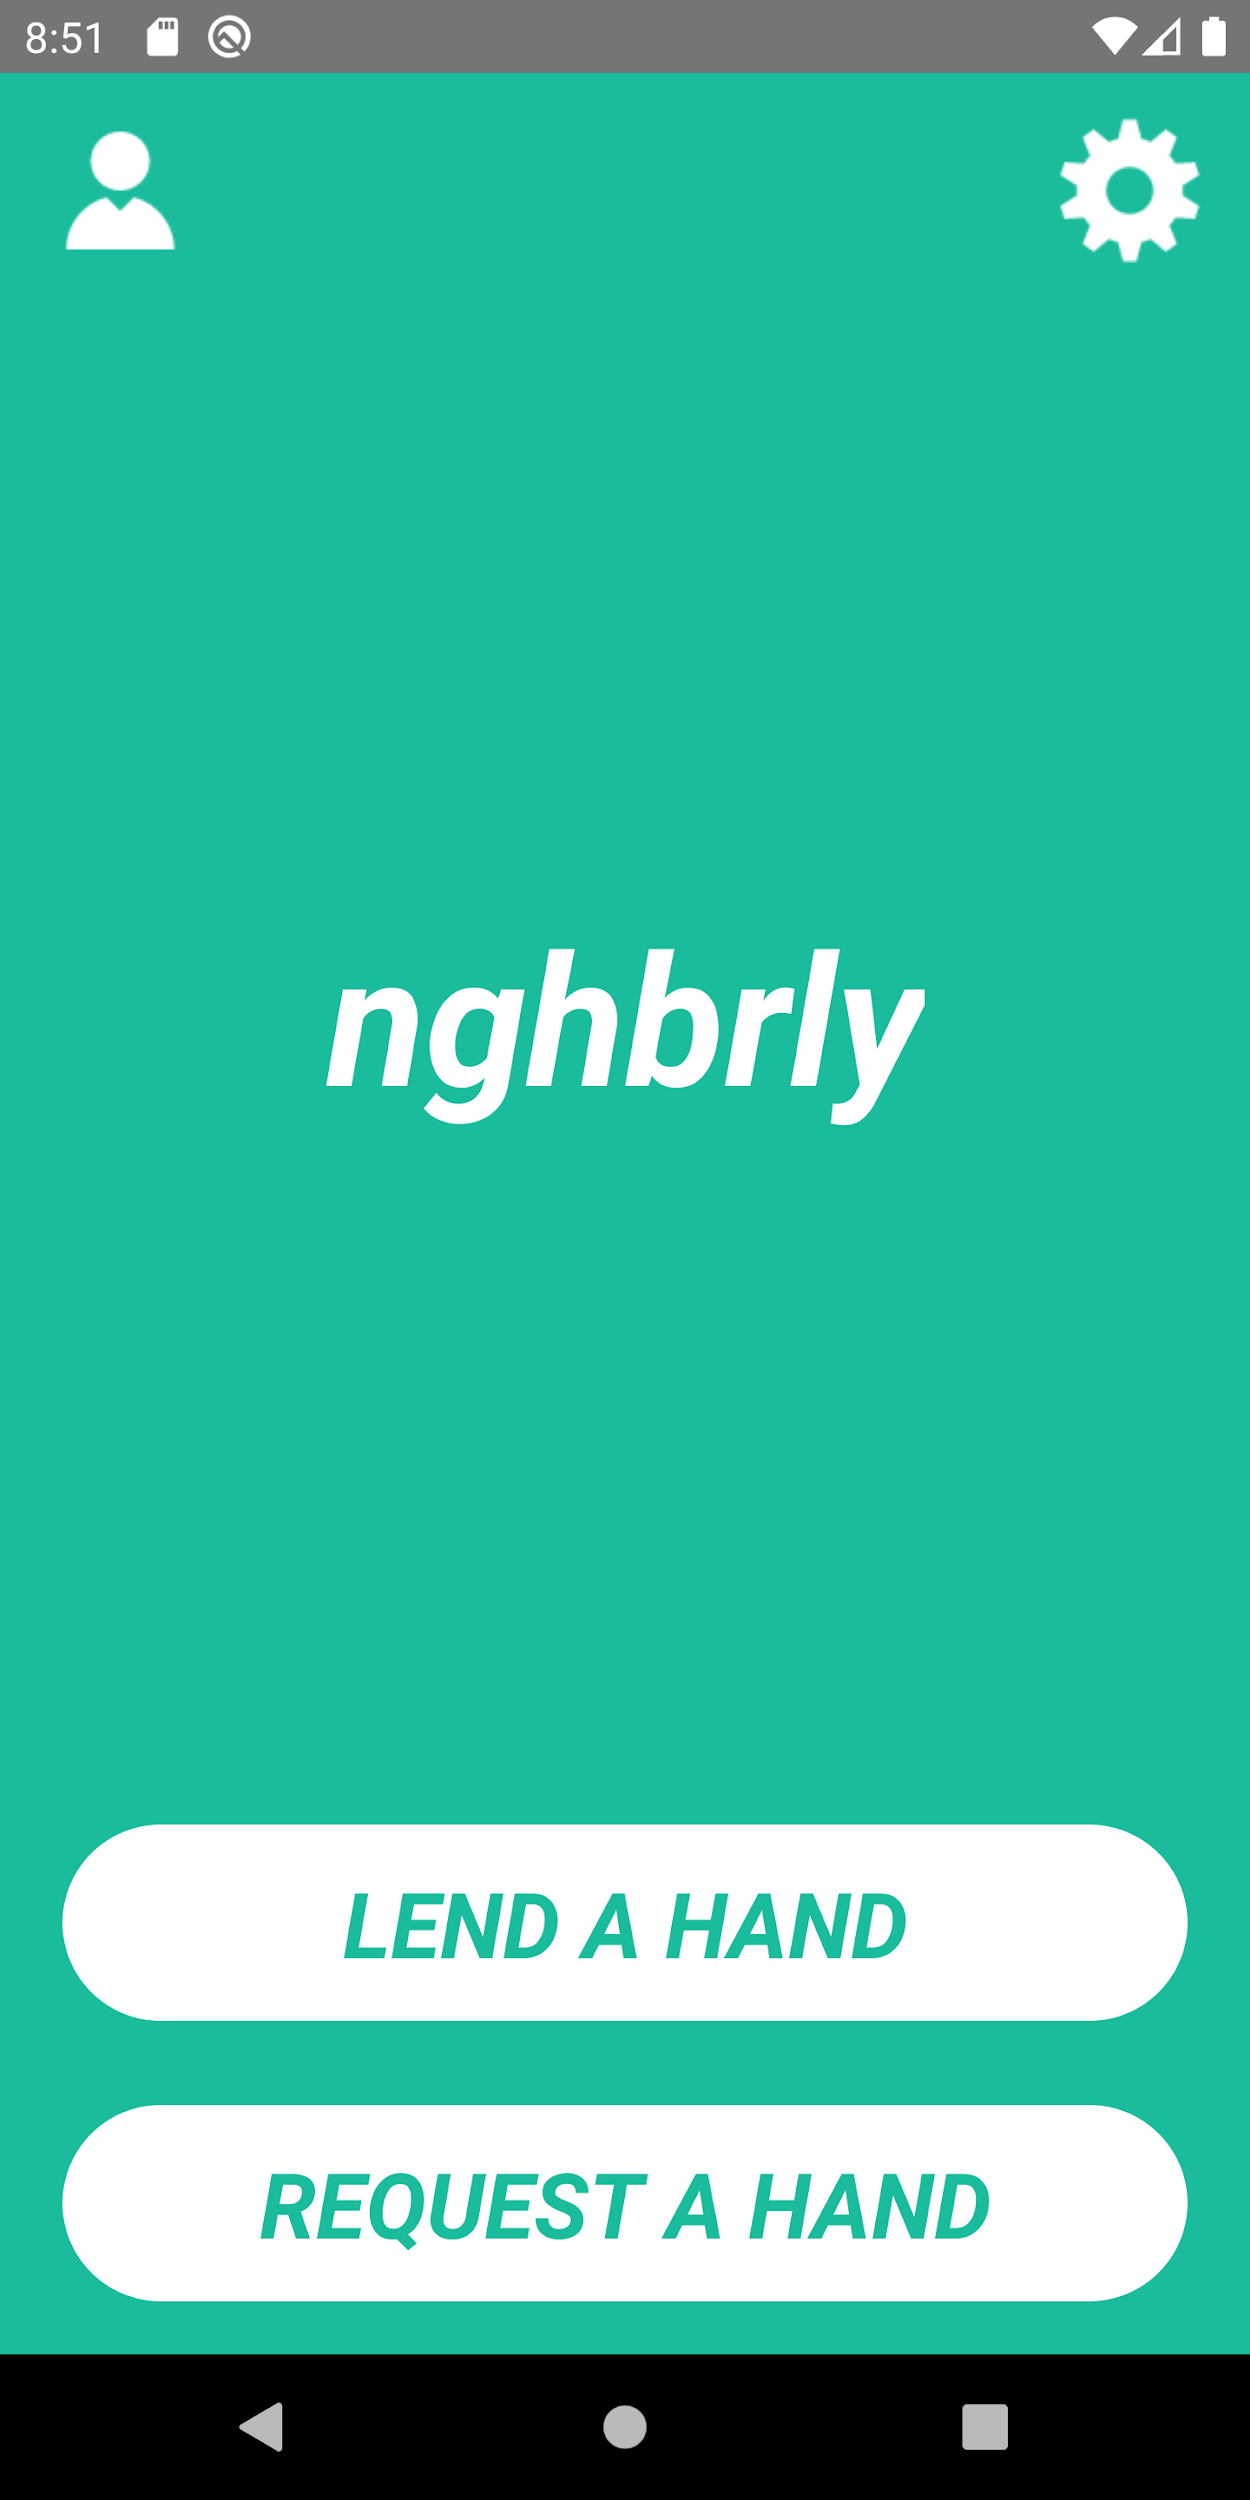 8:51
nghbrly
LEND A HAND
REQUEST A HAND